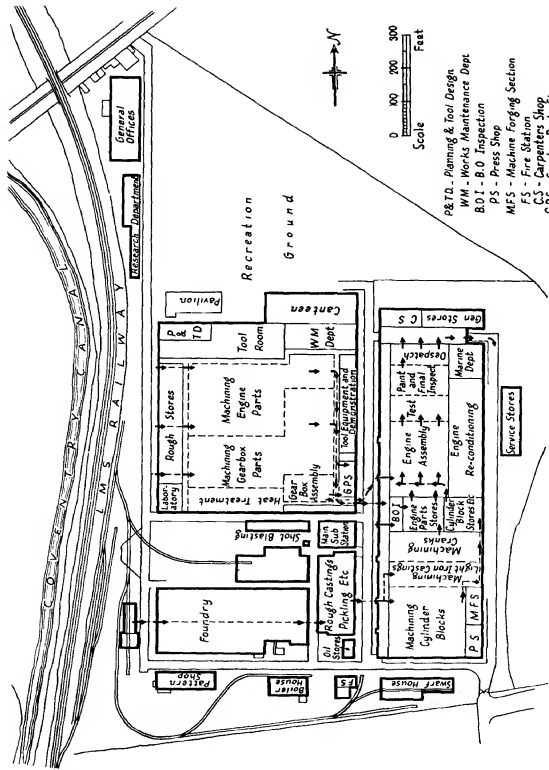 COVENTRY CANAL
LMS RAILWAY
General
Offices
Research Department
N
0 100 200 300
Scale Feet
P&TD - Planning & Tool Design
WM - Works Maintenance Dept
B.O I - B.O Inspection
P S - Press Shop
M.F.S - Machine Forging Section
F S - Fire Station
C.S - Carpenters Shop
Recreation
Ground
Pavilion
P &
TD
Tool
Room
Canteen
WM
Dept
Rough Stores
Labor-
atory
Machining
Engine
Parts
Machining
Gearbox
Parts
Heat Treatment
Gear
Box
Assembly
Tool Equipment and
Demonstration
G P S
Shot Blasting
Main
Sub
Station
Foundry
Rough Castings
Pickling Etc
Oil
Stores
Pattern
Shop
Boiler
House
F S
Swarf House
C S
Gen Stores
Despatch
Paint
and
Final
Inspect
Marine
Dept
Test
Engine
Assembly
Engine
Re-conditioning
Service Stores
B O I
Engine
Parts
Stores
Cylinder
Block
Stores Etc
Machining
Cranks
Machining
Light Iron Castings
Machining
Cylinder
Blocks
P S
M F S